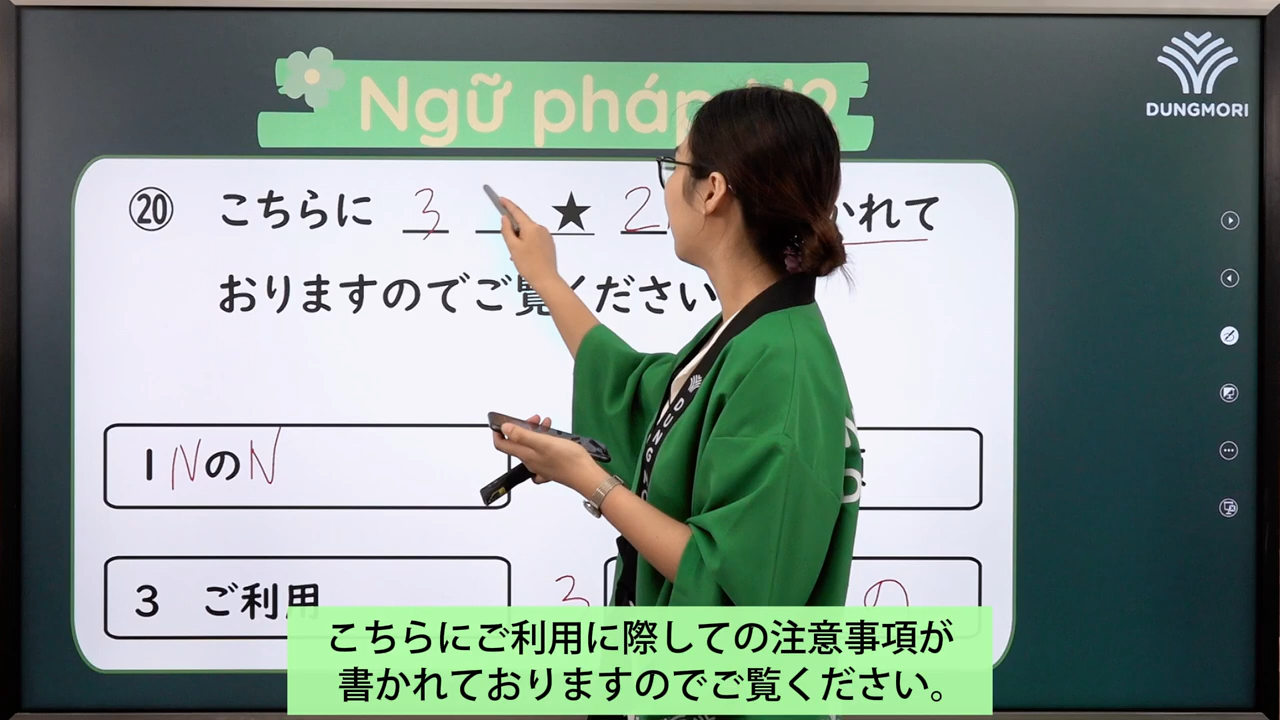 Ngữ pháp N2
DUNGMORI
⑳ こちらに 3 ★ 2 かれて
おりますのでご覧ください
1 NのN
3 ご利用
3
の
DUNGMO
こちらにご利用に際しての注意事項が
書かれておりますのでご覧ください。